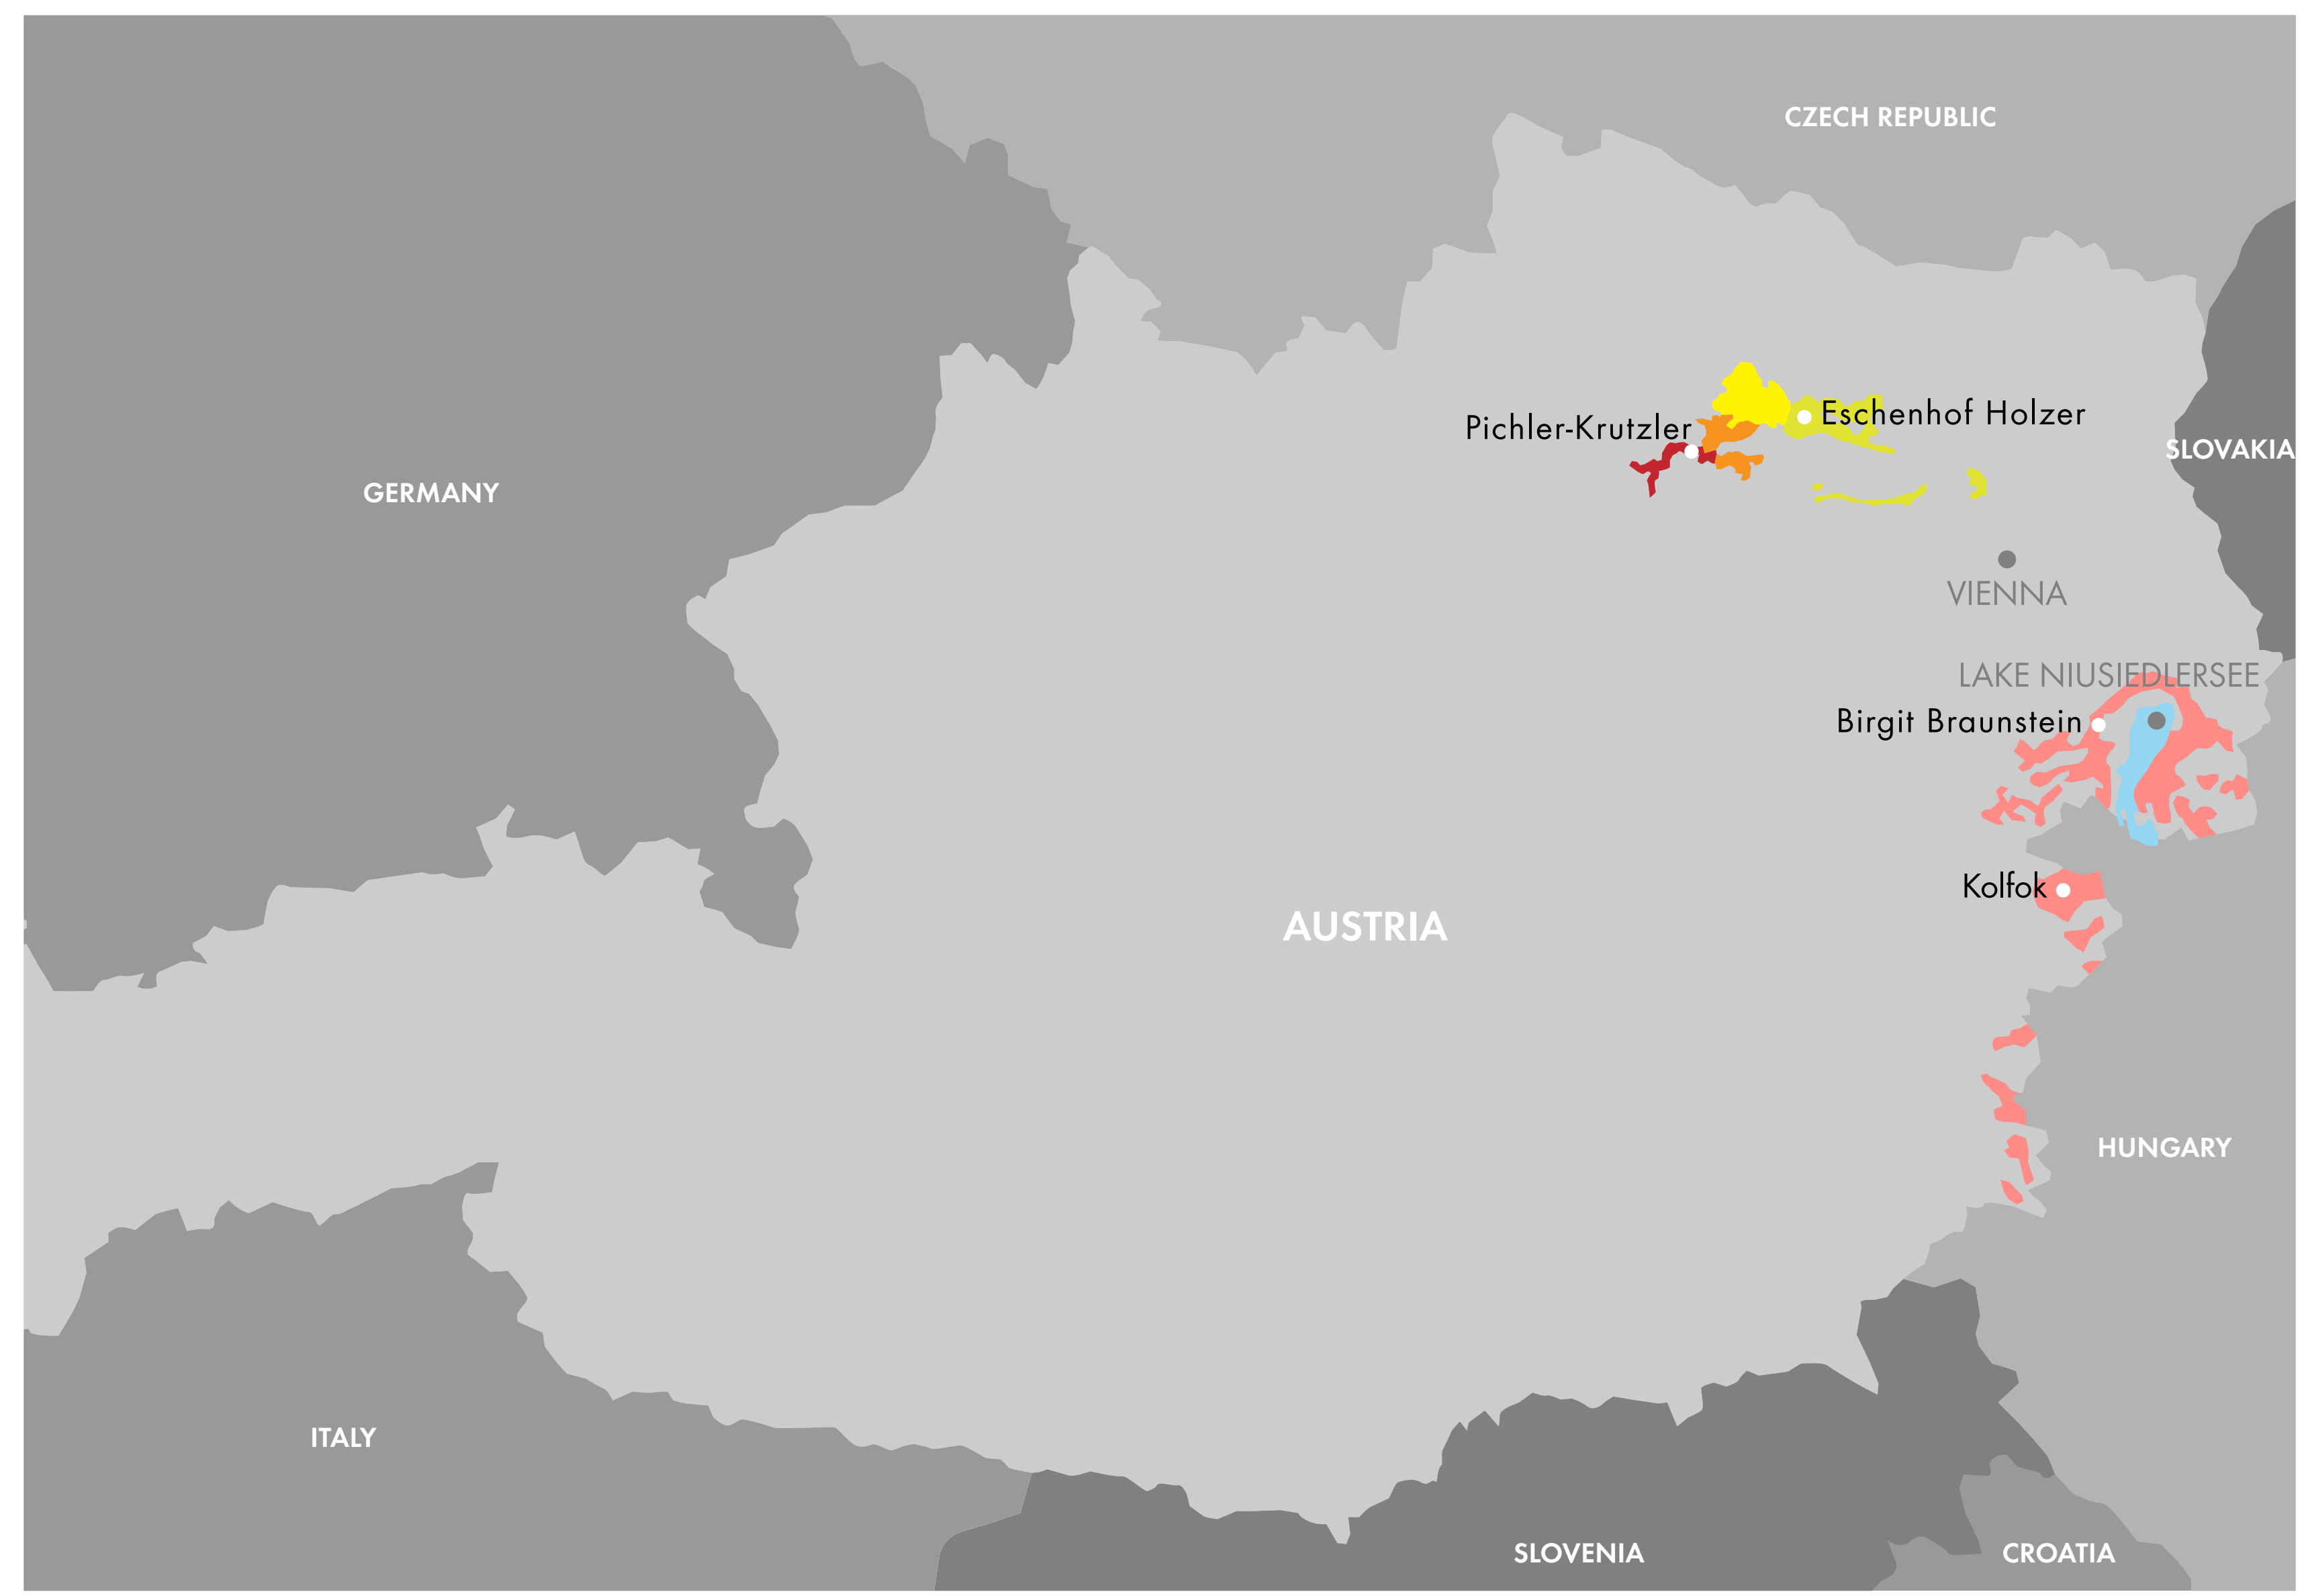 CZECH REPUBLIC
Eschenhof Holzer
Pichler-Krutzler
SLOVAKIA
GERMANY
VIENNA
LAKE NIUSIEDLERSEE
Birgit Braunstein
Kolfok
AUSTRIA
HUNGARY
ITALY
SLOVENIA
CROATIA